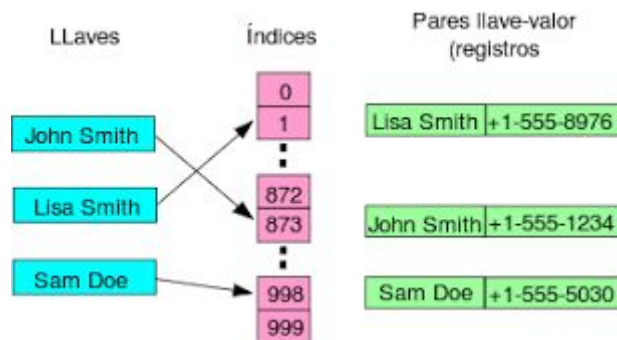 LLaves
Índices
Pares llave-valor
(registros
John Smith
Lisa Smith
Sam Doe
0
1
872
873
998
999
Lisa Smith +1-555-8976
John Smith +1-555-1234
Sam Doe +1-555-5030